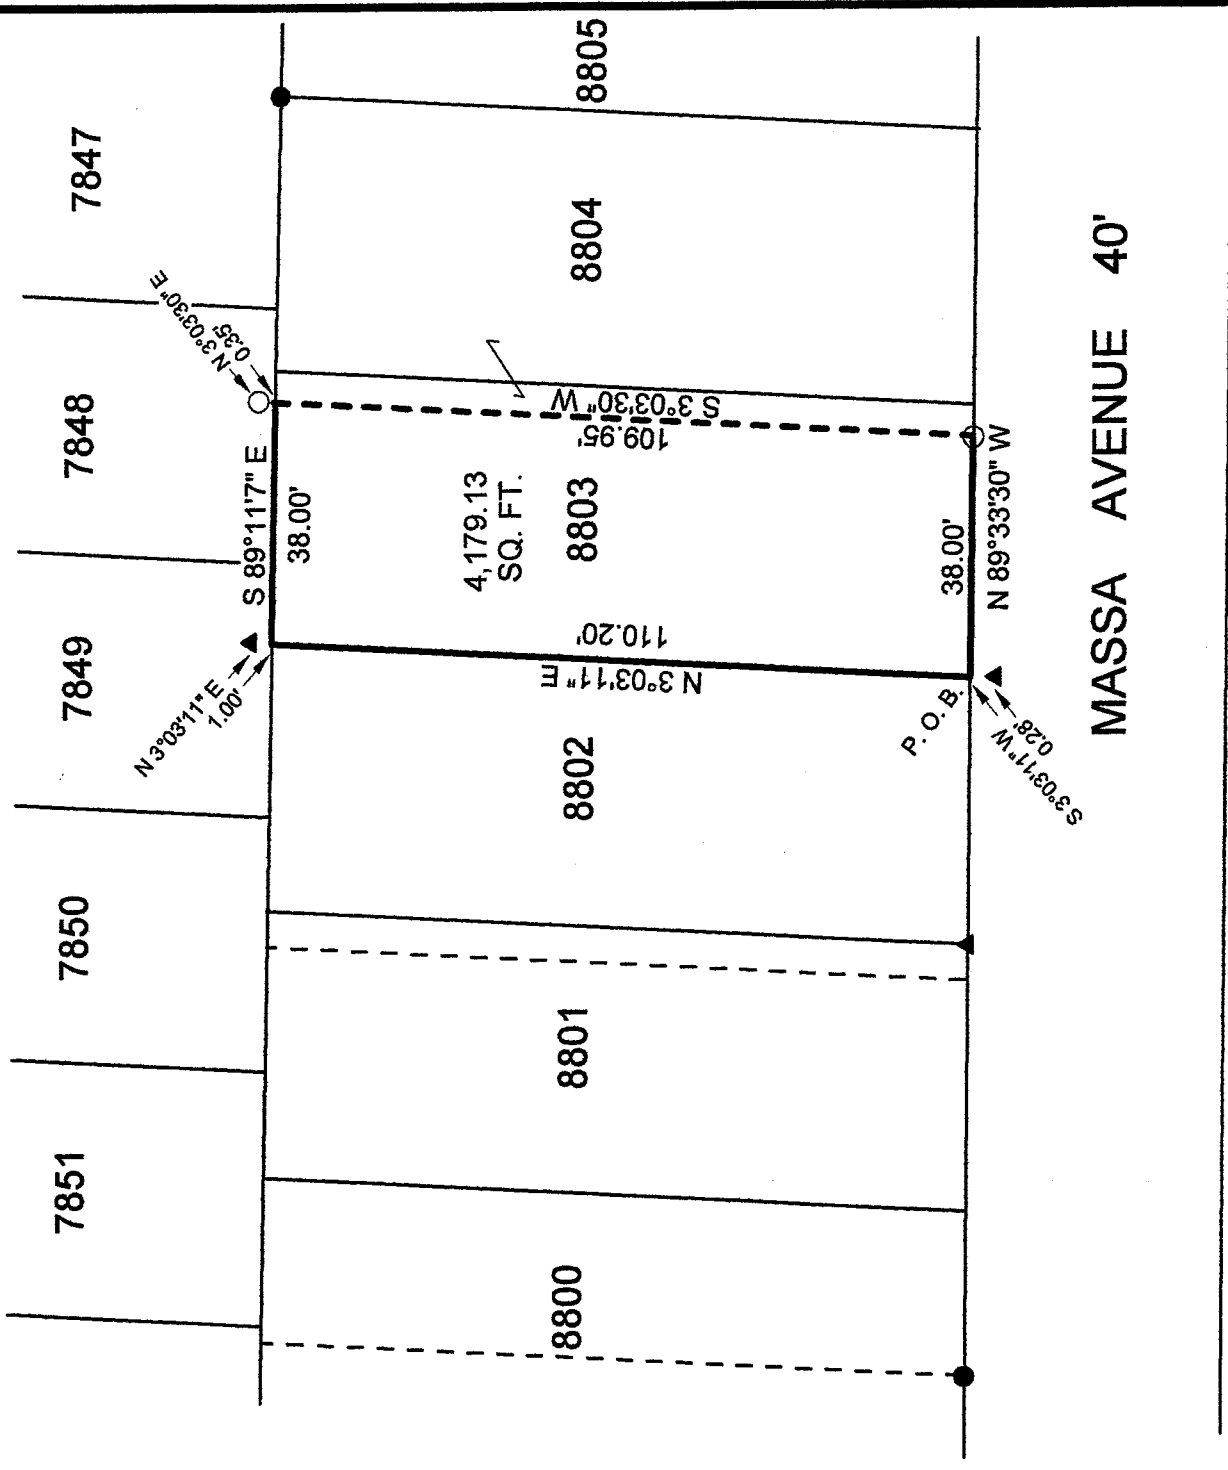 7851
7850
7849
7848
7847
N 3°03'11" E
1.00'
S 89°11'7" E
38.00'
N 3°03'30" E
0.35'
4,179.13
SQ. FT.
8800
8801
8802
8803
8804
8805
N 3°03'11" E
110.20'
109.95'
S 3°03'30" W
P. O. B.
38.00'
N 89°33'30" W
S 3°03'11" W
0.28'
MASSA AVENUE 40'